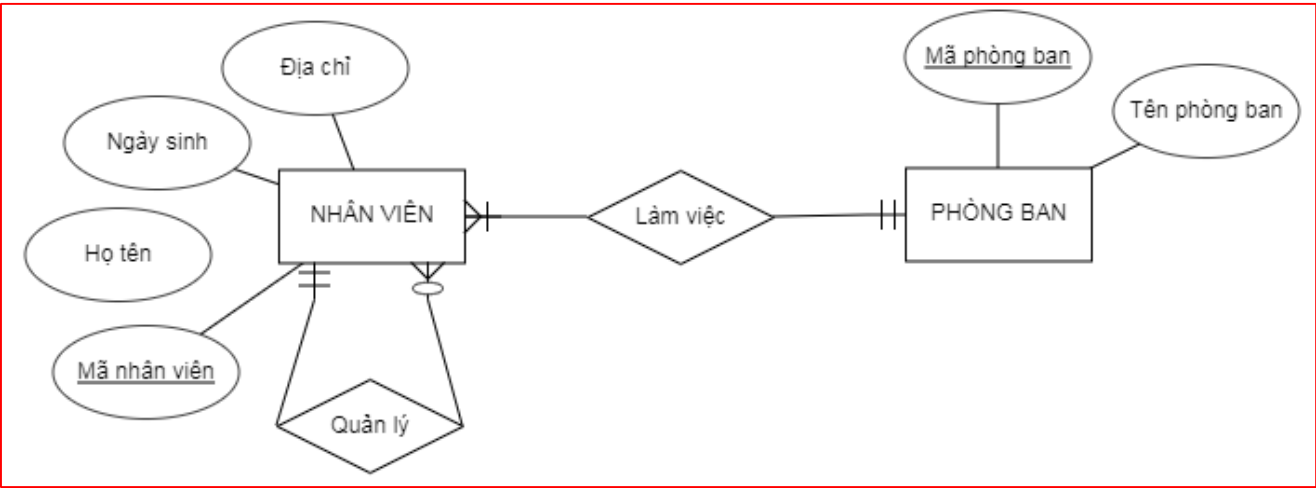 Địa chỉ
Mã phòng ban
Ngày sinh
Tên phòng ban
NHÂN VIÊN
Làm việc
PHÒNG BAN
Họ tên
Mã nhân viên
Quản lý